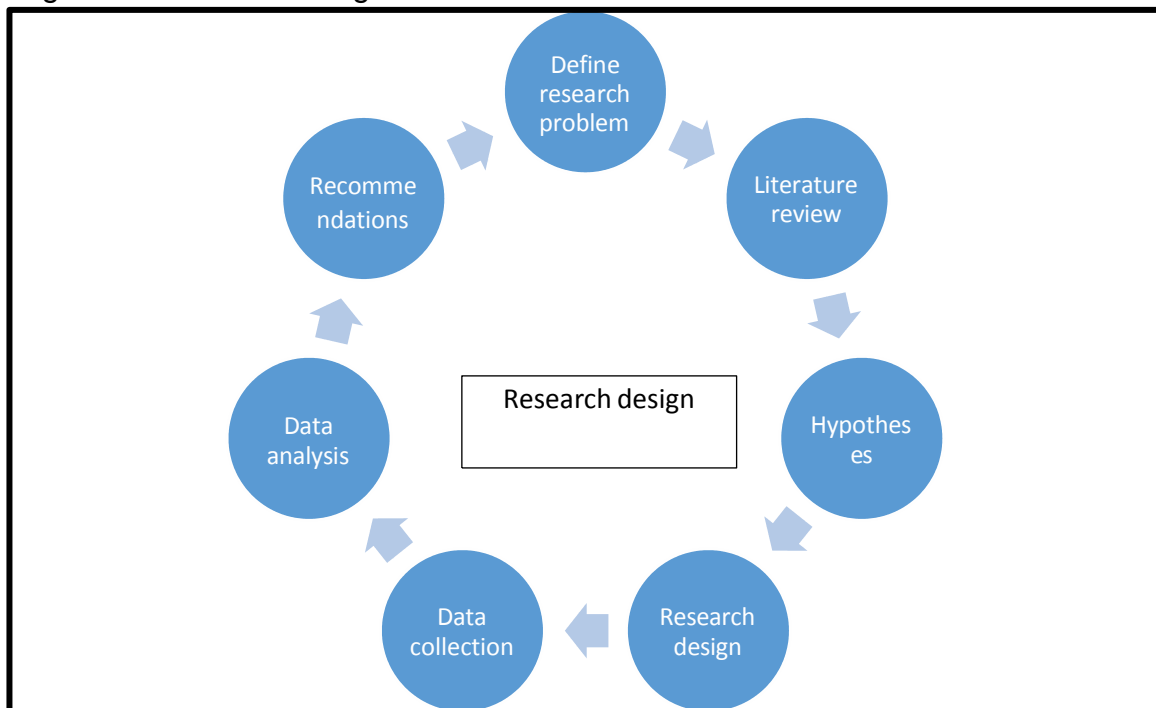 Define
research
problem
Literature
review
Hypothes
es
Research
design
Data
collection
Data
analysis
Recomme
ndations
Research design